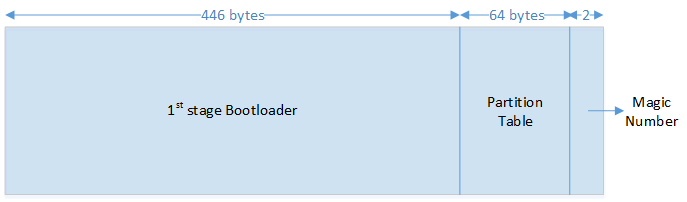 446 bytes
64 bytes
2
1st stage Bootloader
Partition
Table
Magic
Number